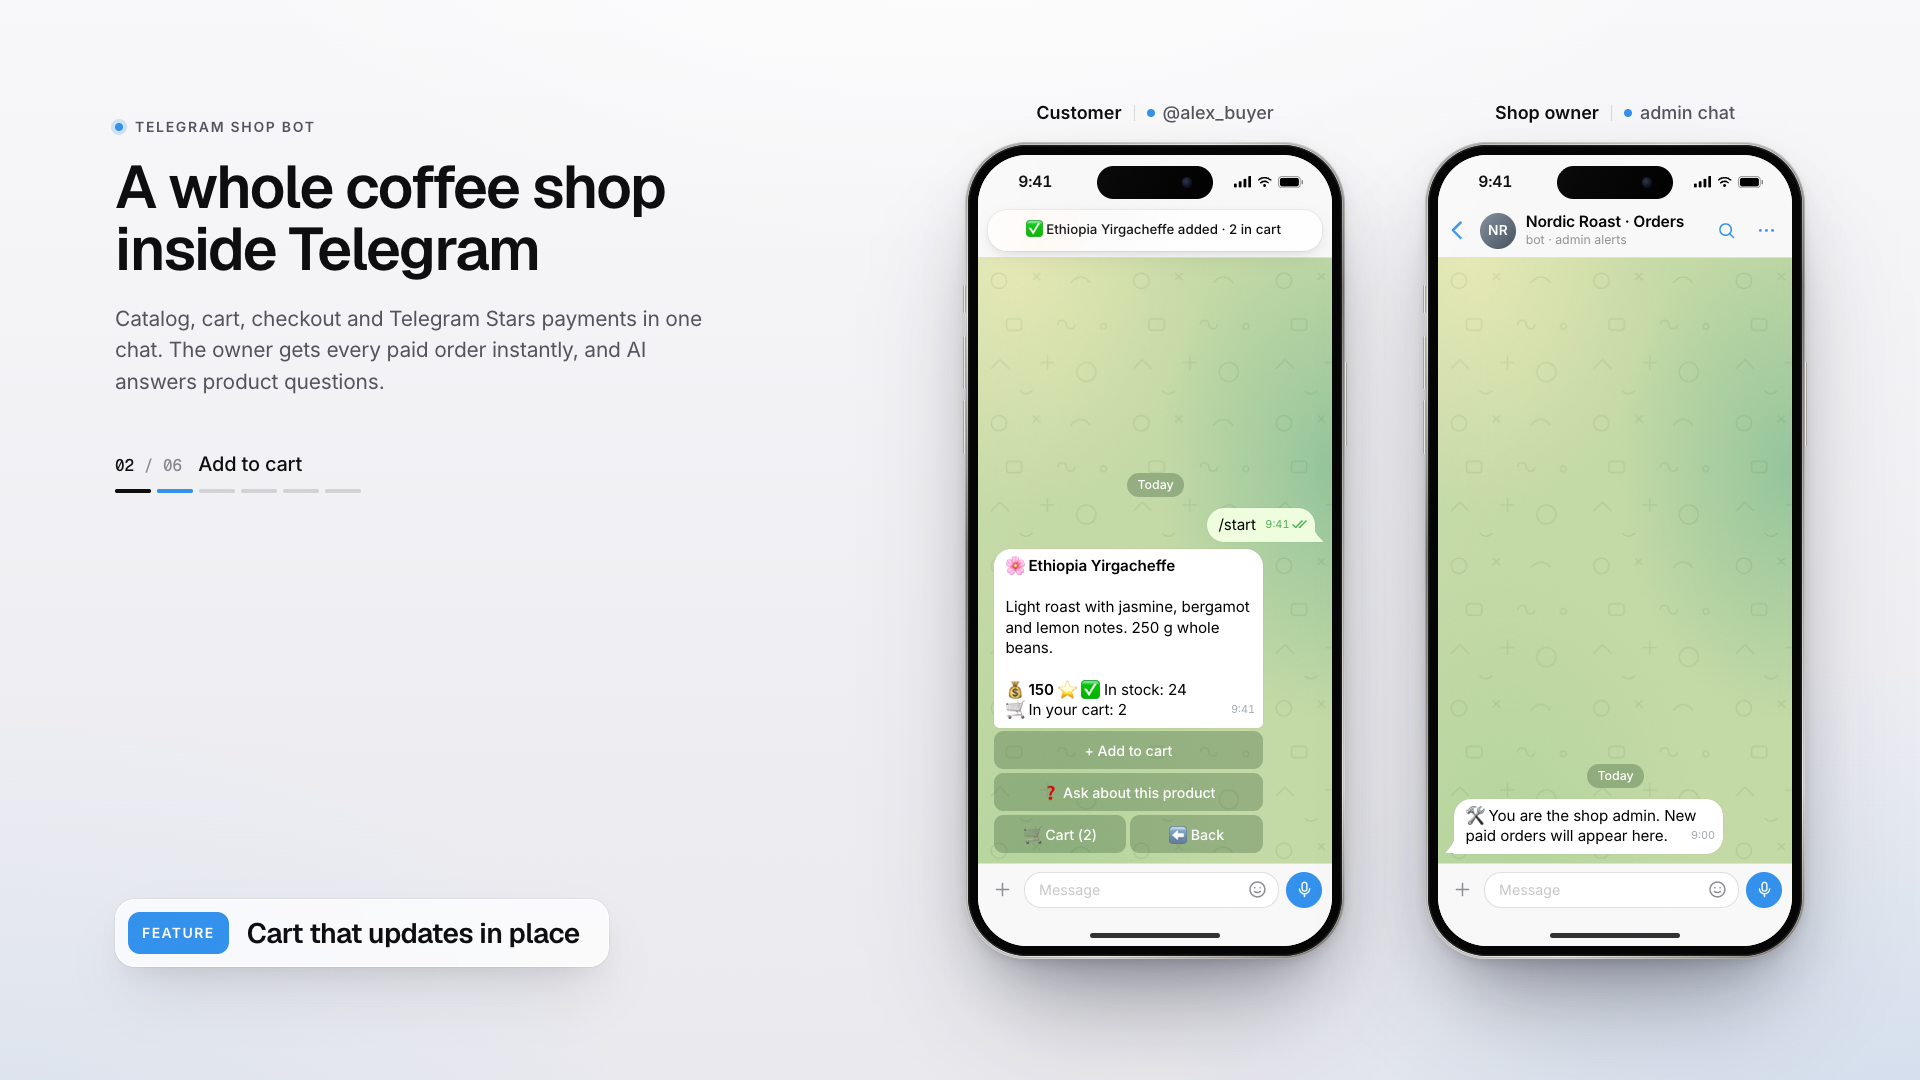 TELEGRAM SHOP BOT
A whole coffee shop
inside Telegram
Catalog, cart, checkout and Telegram Stars payments in one
chat. The owner gets every paid order instantly, and AI
answers product questions.
02 / 06 Add to cart
FEATURE Cart that updates in place
Customer @alex_buyer
9:41
✅ Ethiopia Yirgacheffe added · 2 in cart
Today
/start 9:41
🌸 Ethiopia Yirgacheffe
Light roast with jasmine, bergamot
and lemon notes. 250 g whole
beans.
💰 150 ⭐ ✅ In stock: 24
🛒 In your cart: 2 9:41
+ Add to cart
❓ Ask about this product
🛒 Cart (2) ⬅️ Back
Message
Shop owner admin chat
9:41
NR Nordic Roast · Orders
bot · admin alerts
Today
🛠 You are the shop admin. New
paid orders will appear here. 9:00
Message